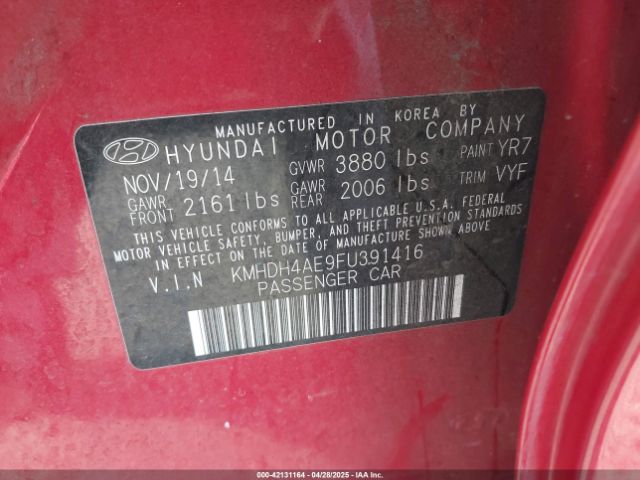 MANUFACTURED IN KOREA BY
HYUNDAI MOTOR COMPANY
NOV/19/14 GVWR 3880 lbs PAINT YR7
GAWR FRONT 2161 lbs GAWR REAR 2006 lbs TRIM VYF
THIS VEHICLE CONFORMS TO ALL APPLICABLE U.S.A. FEDERAL
MOTOR VEHICLE SAFETY, BUMPER, AND THEFT PREVENTION STANDARDS
IN EFFECT ON THE DATE OF MANUFACTURE SHOWN ABOVE.
V.I.N KMHDH4AE9FU391416
PASSENGER CAR
000-42131164 04/28/2025 IAA Inc.